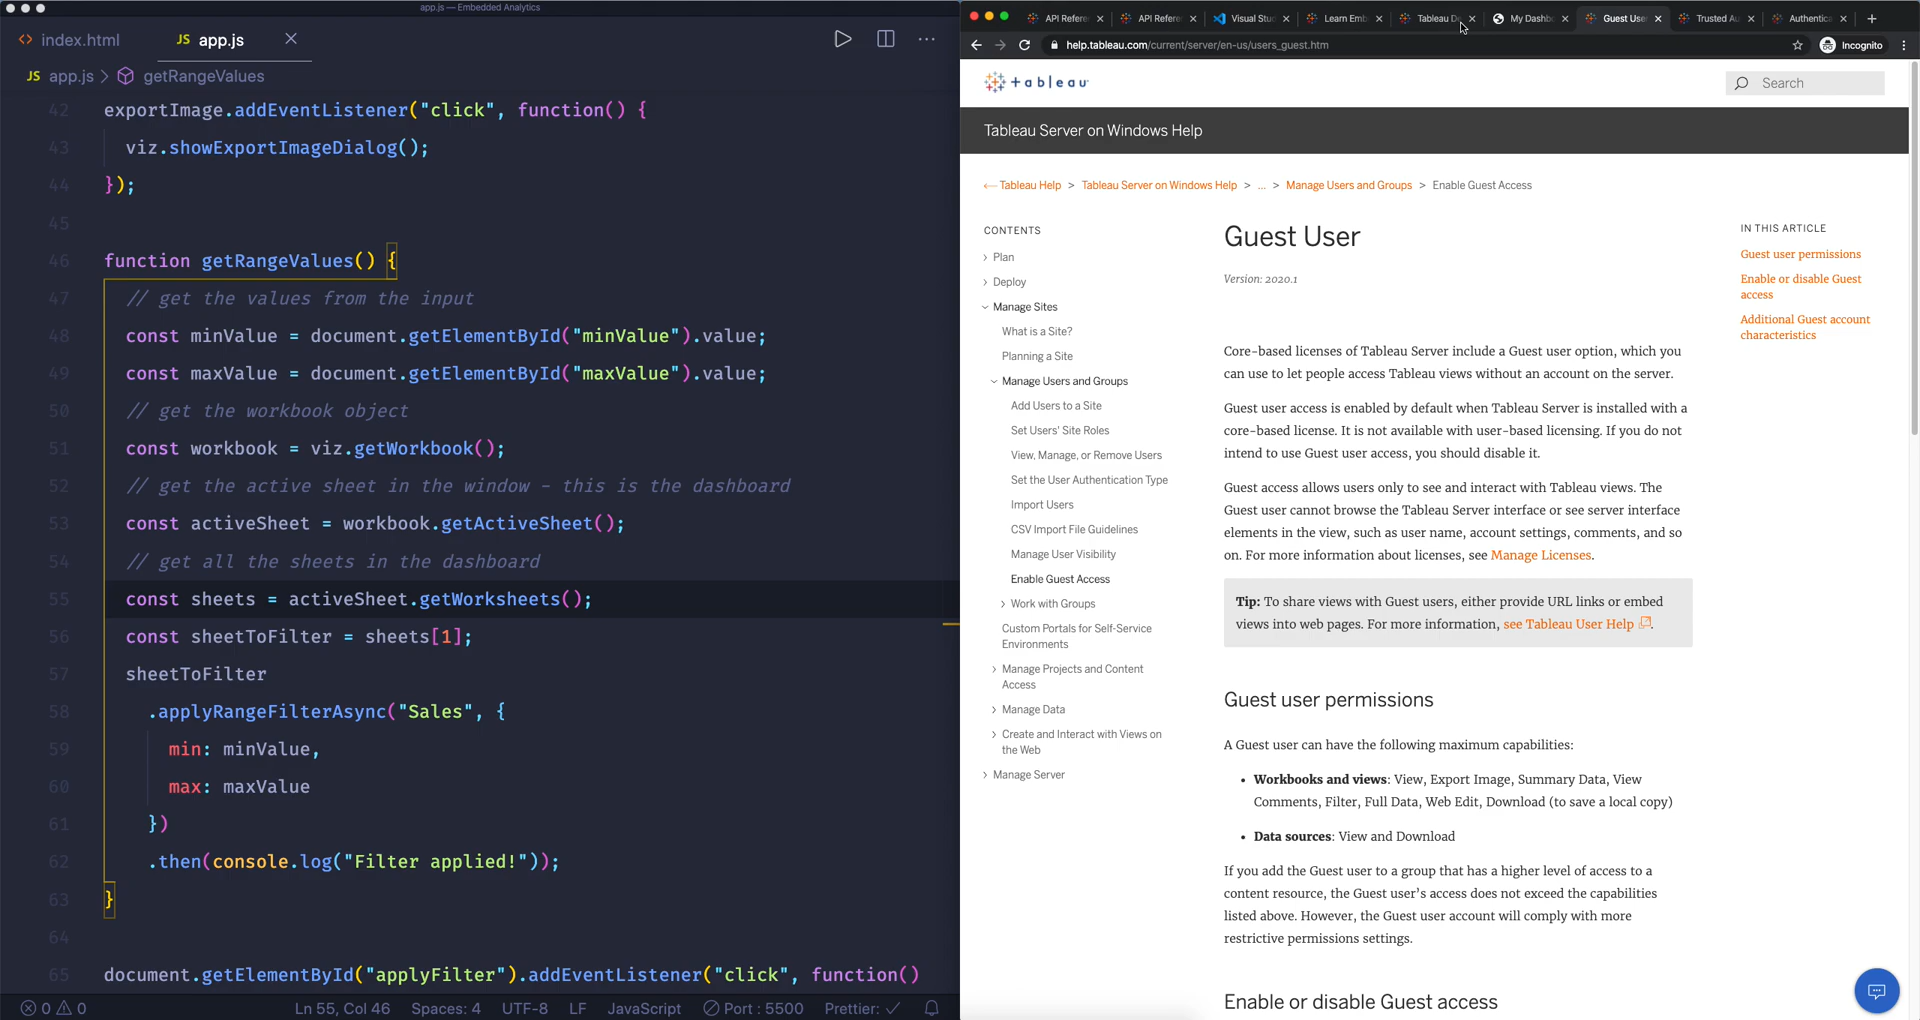 app.js — Embedded Analytics
index.html
JS app.js
JS app.js > getRangeValues
42 exportImage.addEventListener("click", function() {
43 viz.showExportImageDialog();
44 });
45
46 function getRangeValues() {
47 // get the values from the input
48 const minValue = document.getElementById("minValue").value;
49 const maxValue = document.getElementById("maxValue").value;
50 // get the workbook object
51 const workbook = viz.getWorkbook();
52 // get the active sheet in the window - this is the dashboard
53 const activeSheet = workbook.getActiveSheet();
54 // get all the sheets in the dashboard
55 const sheets = activeSheet.getWorksheets();
56 const sheetToFilter = sheets[1];
57 sheetToFilter
58 .applyRangeFilterAsync("Sales", {
59 min: minValue,
60 max: maxValue
61 })
62 .then(console.log("Filter applied!"));
63 }
64
65 document.getElementById("applyFilter").addEventListener("click", function()
0 0 Ln 55, Col 46 Spaces: 4 UTF-8 LF JavaScript Port : 5500 Prettier: ✓
API Refere API Refere Visual Stu Learn Emb Tableau D My Dashb Guest Use Trusted Au Authentica
help.tableau.com/current/server/en-us/users_guest.htm Incognito
+ a b | e a u
Search
Tableau Server on Windows Help
Tableau Help > Tableau Server on Windows Help > ... > Manage Users and Groups > Enable Guest Access
CONTENTS
Plan
Deploy
Manage Sites
What is a Site?
Planning a Site
Manage Users and Groups
Add Users to a Site
Set Users' Site Roles
View, Manage, or Remove Users
Set the User Authentication Type
Import Users
CSV Import File Guidelines
Manage User Visibility
Enable Guest Access
Work with Groups
Custom Portals for Self-Service
Environments
Manage Projects and Content
Access
Manage Data
Create and Interact with Views on
the Web
Manage Server
Guest User
Version: 2020.1
Core-based licenses of Tableau Server include a Guest user option, which you
can use to let people access Tableau views without an account on the server.
Guest user access is enabled by default when Tableau Server is installed with a
core-based license. It is not available with user-based licensing. If you do not
intend to use Guest user access, you should disable it.
Guest access allows users only to see and interact with Tableau views. The
Guest user cannot browse the Tableau Server interface or see server interface
elements in the view, such as user name, account settings, comments, and so
on. For more information about licenses, see Manage Licenses.
Tip: To share views with Guest users, either provide URL links or embed
views into web pages. For more information, see Tableau User Help.
Guest user permissions
A Guest user can have the following maximum capabilities:
• Workbooks and views: View, Export Image, Summary Data, View
Comments, Filter, Full Data, Web Edit, Download (to save a local copy)
• Data sources: View and Download
If you add the Guest user to a group that has a higher level of access to a
content resource, the Guest user's access does not exceed the capabilities
listed above. However, the Guest user account will comply with more
restrictive permissions settings.
Enable or disable Guest access
IN THIS ARTICLE
Guest user permissions
Enable or disable Guest
access
Additional Guest account
characteristics